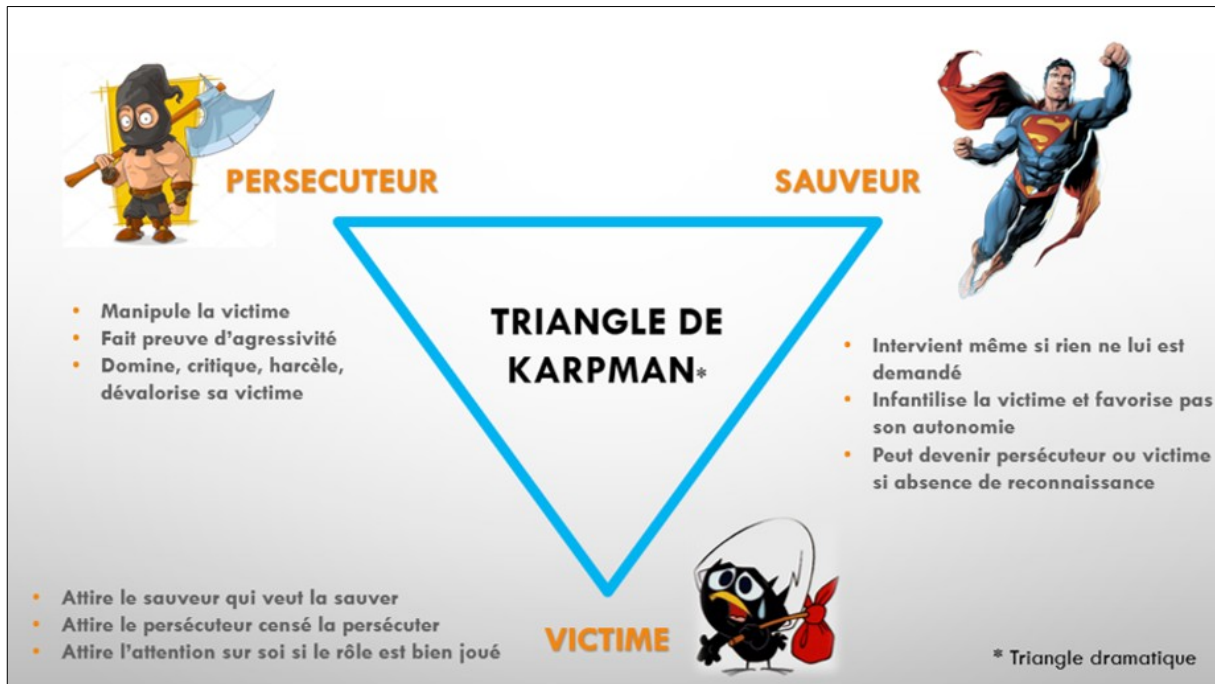 PERSECUTEUR
SAUVEUR
• Manipule la victime
• Fait preuve d'agressivité
• Domine, critique, harcèle,
dévalorise sa victime
TRIANGLE DE
KARPMAN*
• Intervient même si rien ne lui est
demandé
• Infantilise la victime et favorise pas
son autonomie
• Peut devenir persécuteur ou victime
si absence de reconnaissance
• Attire le sauveur qui veut la sauver
• Attire le persécuteur censé la persécuter
• Attire l'attention sur soi si le rôle est bien joué
VICTIME
* Triangle dramatique